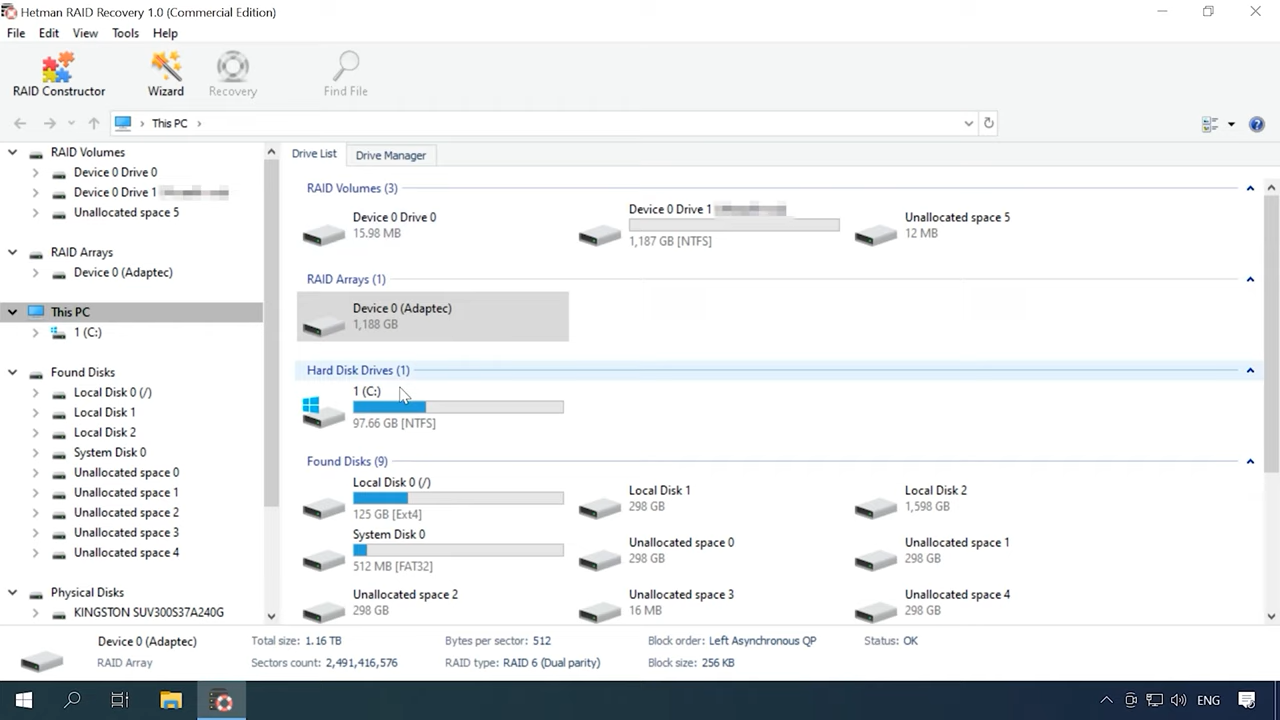 Hetman RAID Recovery 1.0 (Commercial Edition)
File Edit View Tools Help
RAID Constructor Wizard Recovery Find File
This PC
RAID Volumes
Device 0 Drive 0
Device 0 Drive 1
Unallocated space 5
RAID Arrays
Device 0 (Adaptec)
This PC
1 (C:)
Found Disks
Local Disk 0 (/)
Local Disk 1
Local Disk 2
System Disk 0
Unallocated space 0
Unallocated space 1
Unallocated space 2
Unallocated space 3
Unallocated space 4
Physical Disks
KINGSTON SUV300S37A240G
Drive List Drive Manager
RAID Volumes (3)
Device 0 Drive 0
15.98 MB
Device 0 Drive 1
1,187 GB [NTFS]
Unallocated space 5
12 MB
RAID Arrays (1)
Device 0 (Adaptec)
1,188 GB
Hard Disk Drives (1)
1 (C:)
97.66 GB [NTFS]
Found Disks (9)
Local Disk 0 (/)
125 GB [Ext4]
Local Disk 1
298 GB
Local Disk 2
1,598 GB
System Disk 0
512 MB [FAT32]
Unallocated space 0
298 GB
Unallocated space 1
298 GB
Unallocated space 2
298 GB
Unallocated space 3
16 MB
Unallocated space 4
298 GB
Device 0 (Adaptec) Total size: 1.16 TB Bytes per sector: 512 Block order: Left Asynchronous QP Status: OK
RAID Array Sectors count: 2,491,416,576 RAID type: RAID 6 (Dual parity) Block size: 256 KB
ENG